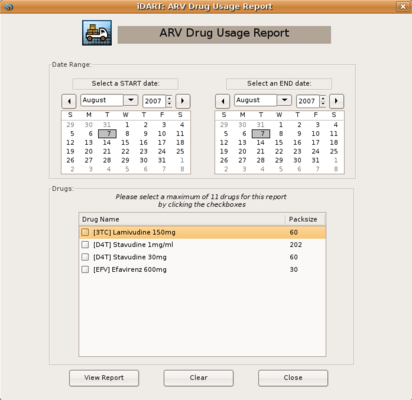 iDART: ARV Drug Usage Report
ARV Drug Usage Report
Date Range:
Select a START date: Select an END date:
August 2007 August 2007
S M T W T F S S M T W T F S
29 30 31 1 2 3 4 29 30 31 1 2 3 4
5 6 7 8 9 10 11 5 6 7 8 9 10 11
12 13 14 15 16 17 18 12 13 14 15 16 17 18
19 20 21 22 23 24 25 19 20 21 22 23 24 25
26 27 28 29 30 31 1 26 27 28 29 30 31 1
2 3 4 5 6 7 8 2 3 4 5 6 7 8
Drugs:
Please select a maximum of 11 drugs for this report
by clicking the checkboxes
Drug Name Packsize
[3TC] Lamivudine 150mg 60
[D4T] Stavudine 1mg/ml 202
[D4T] Stavudine 30mg 60
[EFV] Efavirenz 600mg 30
View Report Clear Close